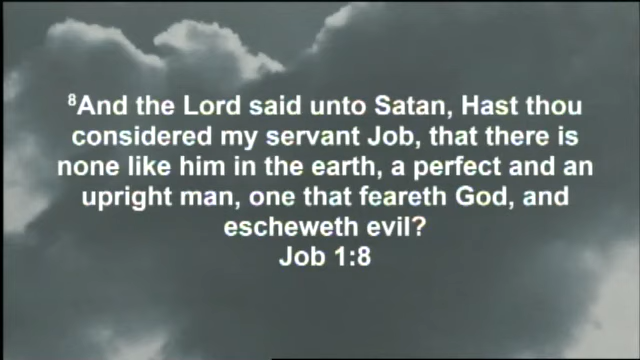 ⁸And the Lord said unto Satan, Hast thou
considered my servant Job, that there is
none like him in the earth, a perfect and an
upright man, one that feareth God, and
escheweth evil?
Job 1:8